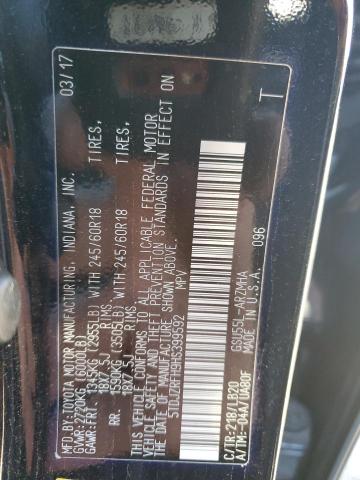 MFD. BY:
TOYOTA MOTOR MANUFACTURING, INDIANA, INC. 03/17
GVWR:2720KG (6000LB)
GAWR:FRT. 1345KG (2955LB) WITH 245/60R18 TIRES,
18X7.5J RIMS,
RR. 1590KG (3505LB) WITH 245/60R18 TIRES,
18X7.5J RIMS,
THIS VEHICLE CONFORMS TO ALL APPLICABLE FEDERAL MOTOR
VEHICLE SAFETY AND THEFT PREVENTION STANDARDS IN EFFECT ON
THE DATE OF MANUFACTURE SHOWN ABOVE.
5TDJZRFH9HS399592 MPV
T
096
GSU55L-ARZMHA
MADE IN U.S.A.
C/TR:218/LB20
A/TM:-04A/UA80F